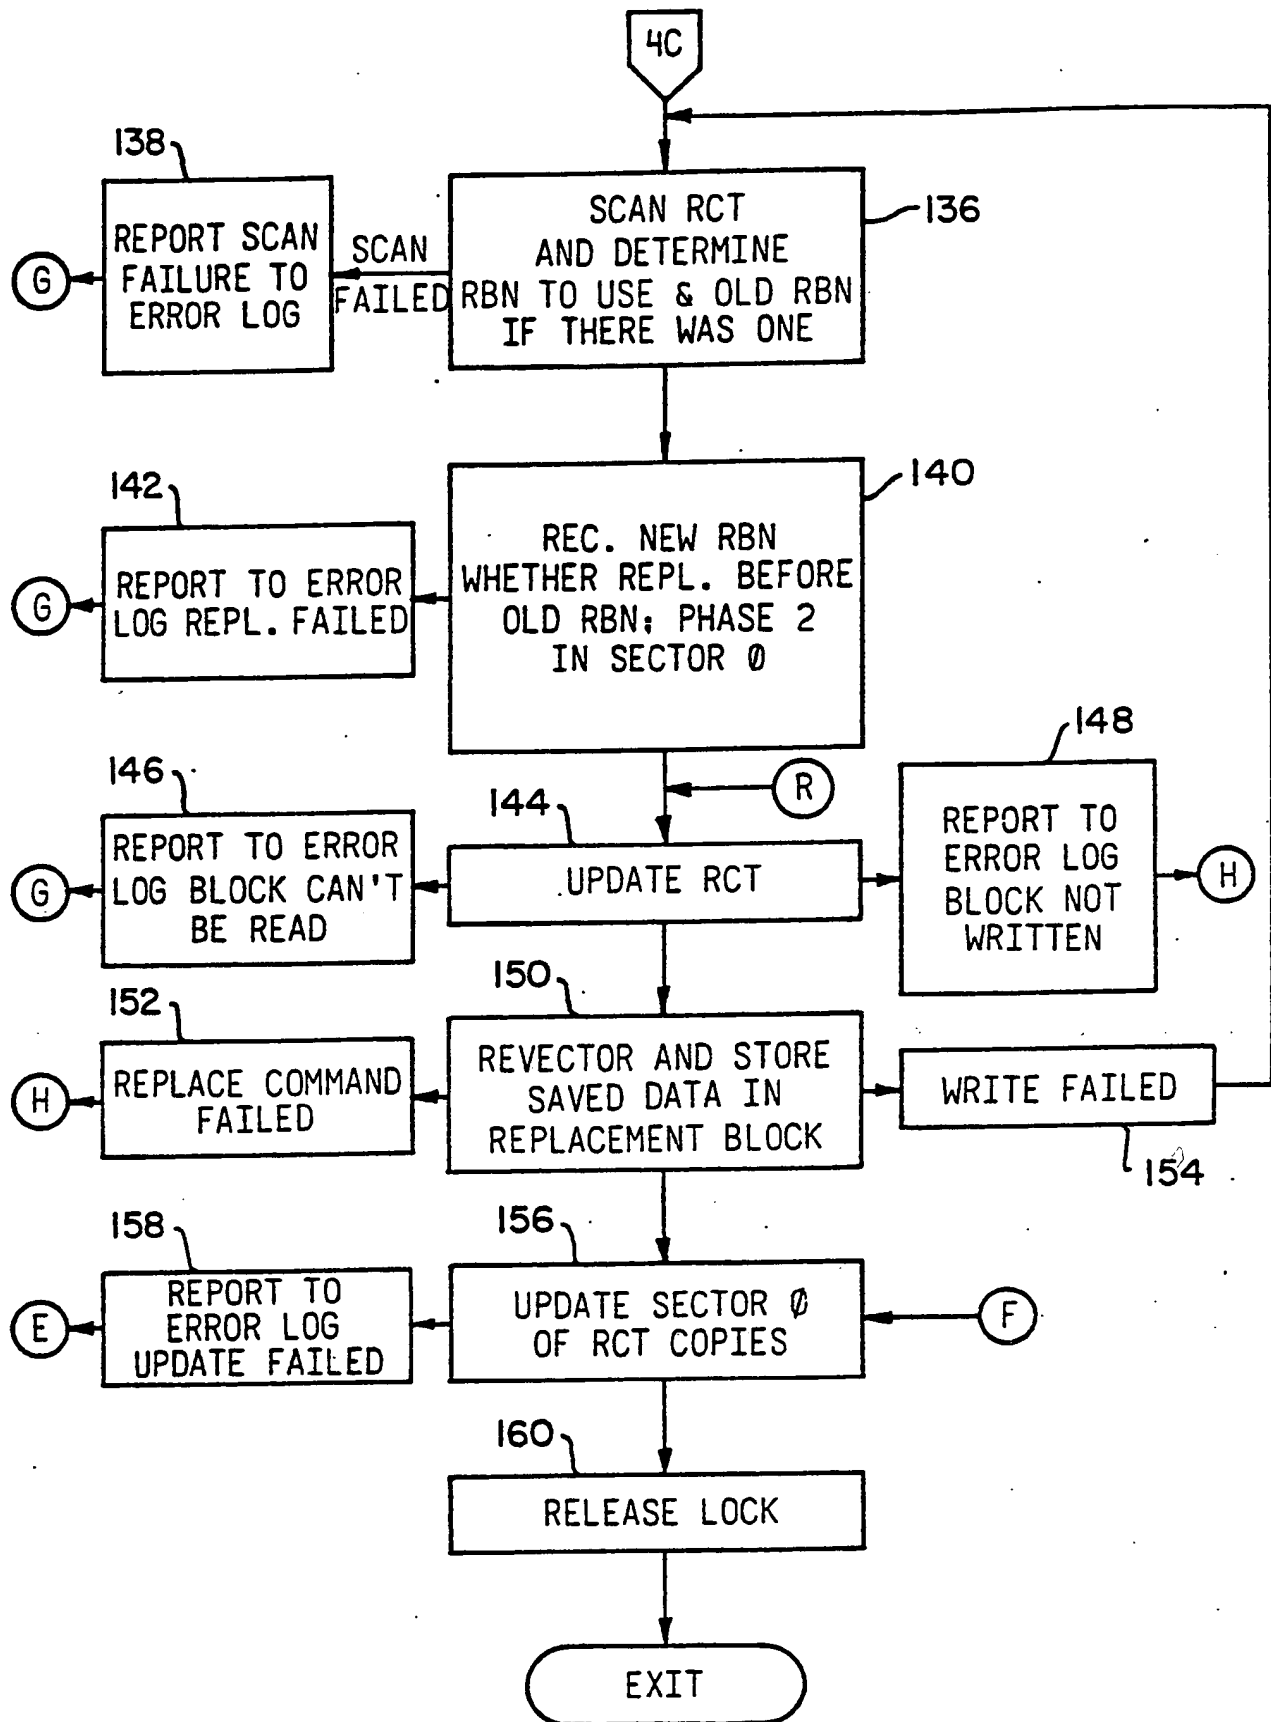 4C
138
REPORT SCAN
FAILURE TO
ERROR LOG
G
SCAN
FAILED
SCAN RCT
AND DETERMINE
RBN TO USE & OLD RBN
IF THERE WAS ONE
136
142
REPORT TO ERROR
LOG REPL. FAILED
G
REC. NEW RBN
WHETHER REPL. BEFORE
OLD RBN; PHASE 2
IN SECTOR Ø
140
R
146
REPORT TO ERROR
LOG BLOCK CAN'T
BE READ
G
144
UPDATE RCT
148
REPORT TO
ERROR LOG
BLOCK NOT
WRITTEN
H
152
REPLACE COMMAND
FAILED
H
150
REVECTOR AND STORE
SAVED DATA IN
REPLACEMENT BLOCK
WRITE FAILED
154
158
REPORT TO
ERROR LOG
UPDATE FAILED
E
156
UPDATE SECTOR Ø
OF RCT COPIES
F
160
RELEASE LOCK
EXIT